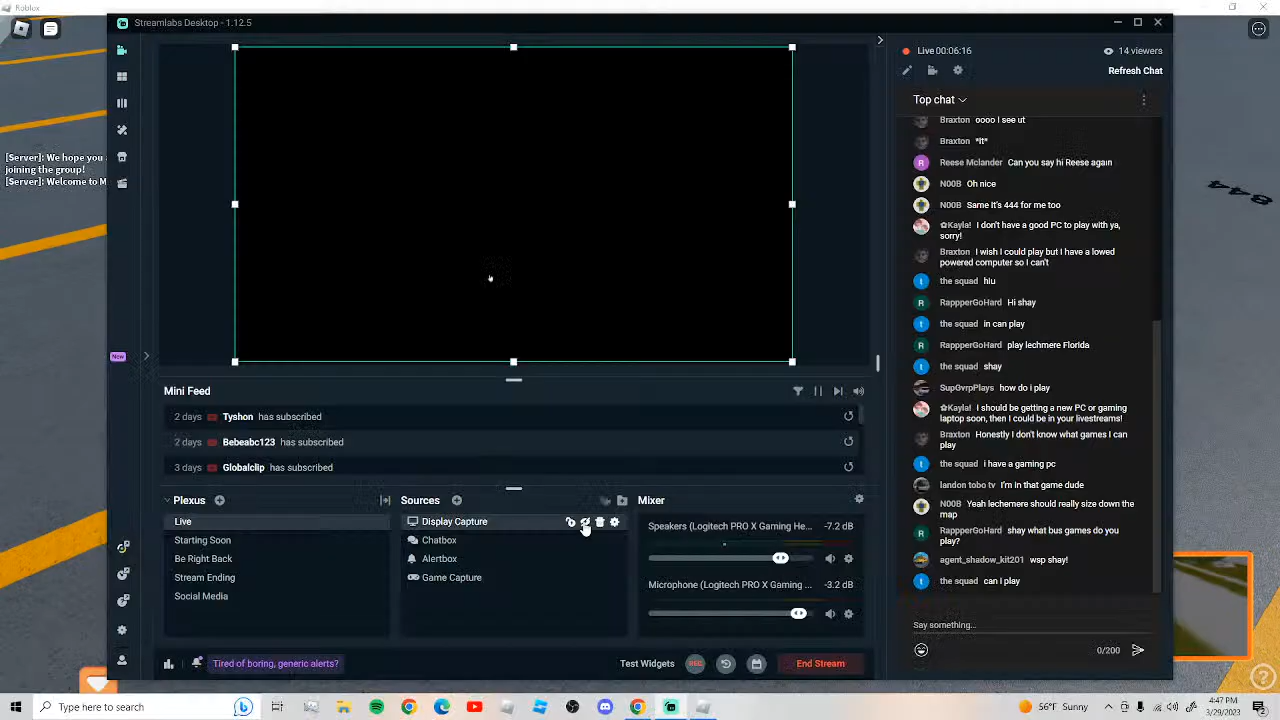 Roblox
Streamlabs Desktop - 1.12.5
[Server]: We hope you
joining the group!
[Server]: Welcome to M
New
Live 00:06:16
14 viewers
Refresh Chat
Top chat
Braxton oooo I see ut
Braxton *it*
R Reese Mclander Can you say hi Reese again
N00B Oh nice
N00B Same it's 444 for me too
✿Kayla! I don't have a good PC to play with ya,
sorry!
Braxton I wish I could play but I have a lowed
powered computer so I can't
t the squad hiu
R RappperGoHard Hi shay
t the squad in can play
R RappperGoHard play lechmere Florida
t the squad shay
SupGvrpPlays how do i play
✿Kayla! I should be getting a new PC or gaming
laptop soon, then I could be in your livestreams!
Braxton Honestly I don't know what games I can
play
t the squad i have a gaming pc
landon tobo tv I'm in that game dude
N00B Yeah lechemere should really size down the
map
R RappperGoHard shay what bus games do you
play?
agent_shadow_kit201 wsp shay!
t the squad can I play
Say something...
0/200
Mini Feed
2 days Tyshon has subscribed
2 days Bebeabc123 has subscribed
3 days Globalclip has subscribed
Plexus
Live
Starting Soon
Be Right Back
Stream Ending
Social Media
Sources
Display Capture
Chatbox
Alertbox
Game Capture
Mixer
Speakers (Logitech PRO X Gaming He... -7.2 dB
Microphone (Logitech PRO X Gaming ... -3.2 dB
Tired of boring, generic alerts?
Test Widgets
REC
End Stream
Type here to search
56°F Sunny
4:47 PM
3/29/2023
2